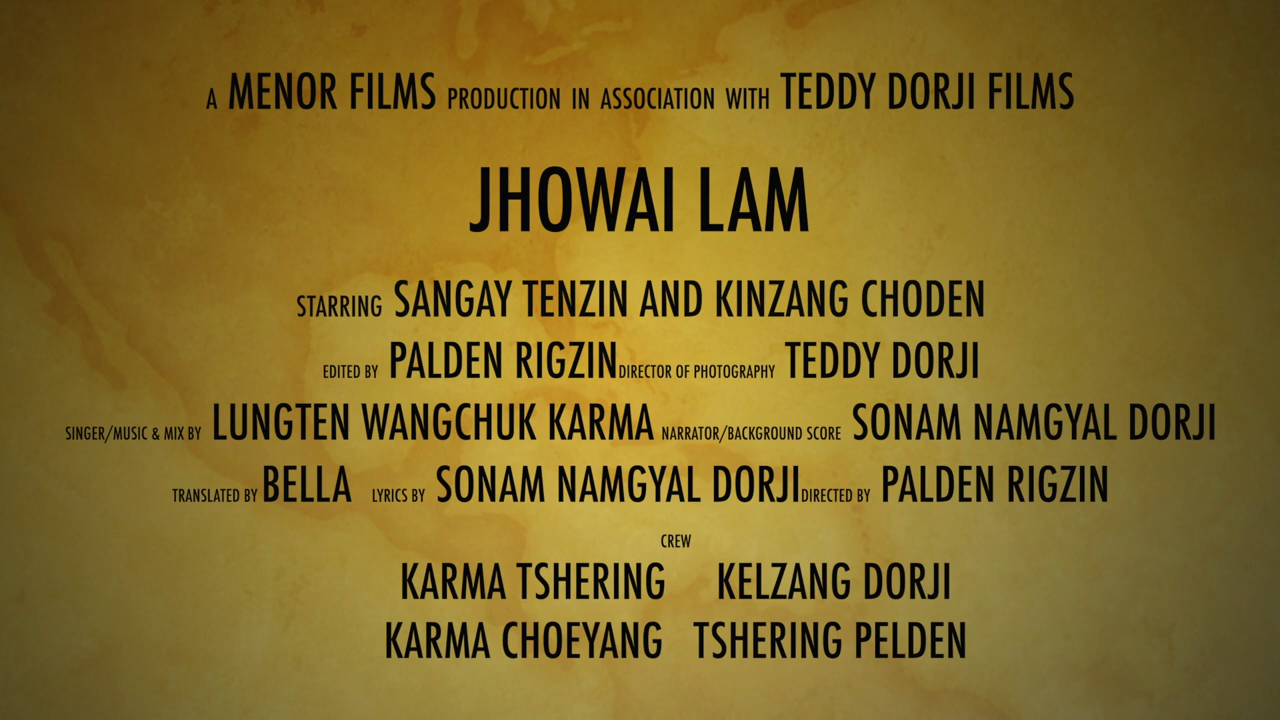 A MENOR FILMS PRODUCTION IN ASSOCIATION WITH TEDDY DORJI FILMS
JHOWAI LAM
STARRING SANGAY TENZIN AND KINZANG CHODEN
EDITED BY PALDEN RIGZIN DIRECTOR OF PHOTOGRAPHY TEDDY DORJI
SINGER/MUSIC & MIX BY LUNGTEN WANGCHUK KARMA NARRATOR/BACKGROUND SCORE SONAM NAMGYAL DORJI
TRANSLATED BY BELLA LYRICS BY SONAM NAMGYAL DORJI DIRECTED BY PALDEN RIGZIN
CREW
KARMA TSHERING KELZANG DORJI
KARMA CHOEYANG TSHERING PELDEN